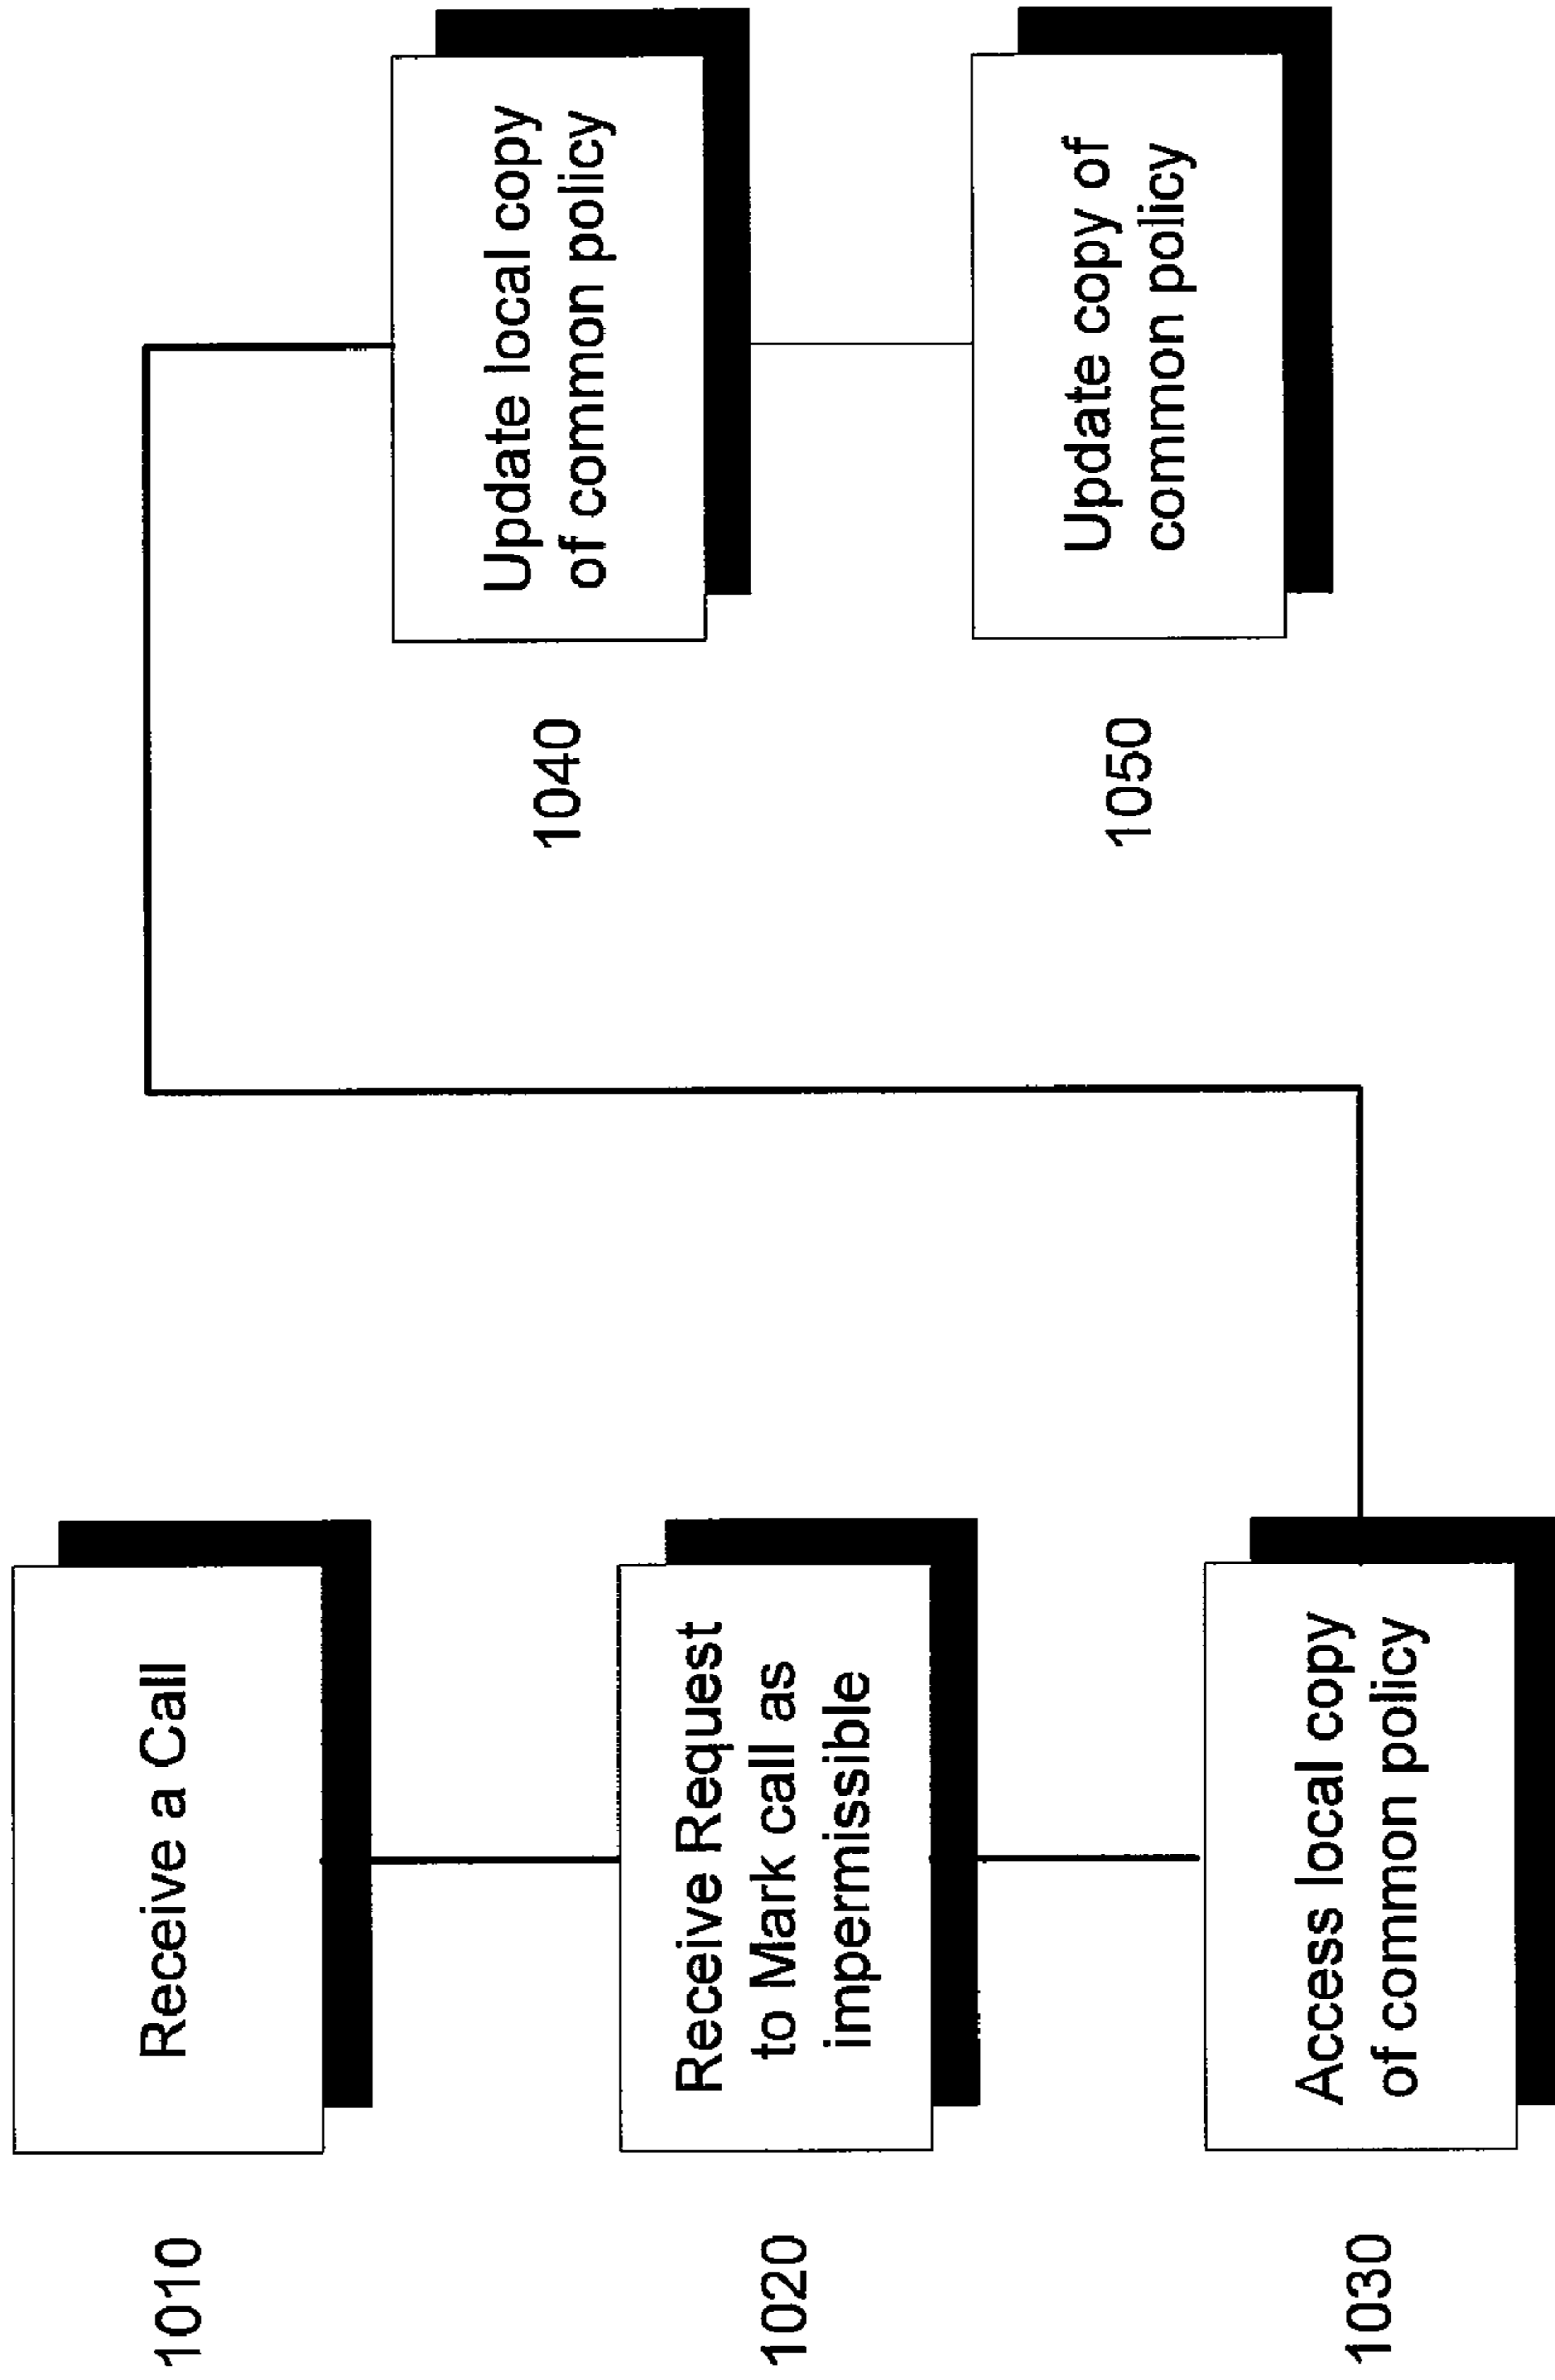 1010
Receive a Call
1020
Receive Request
to Mark call as
impermissible
1030
Access local copy
of common policy
1040
Update local copy
of common policy
1050
Update copy of
common policy